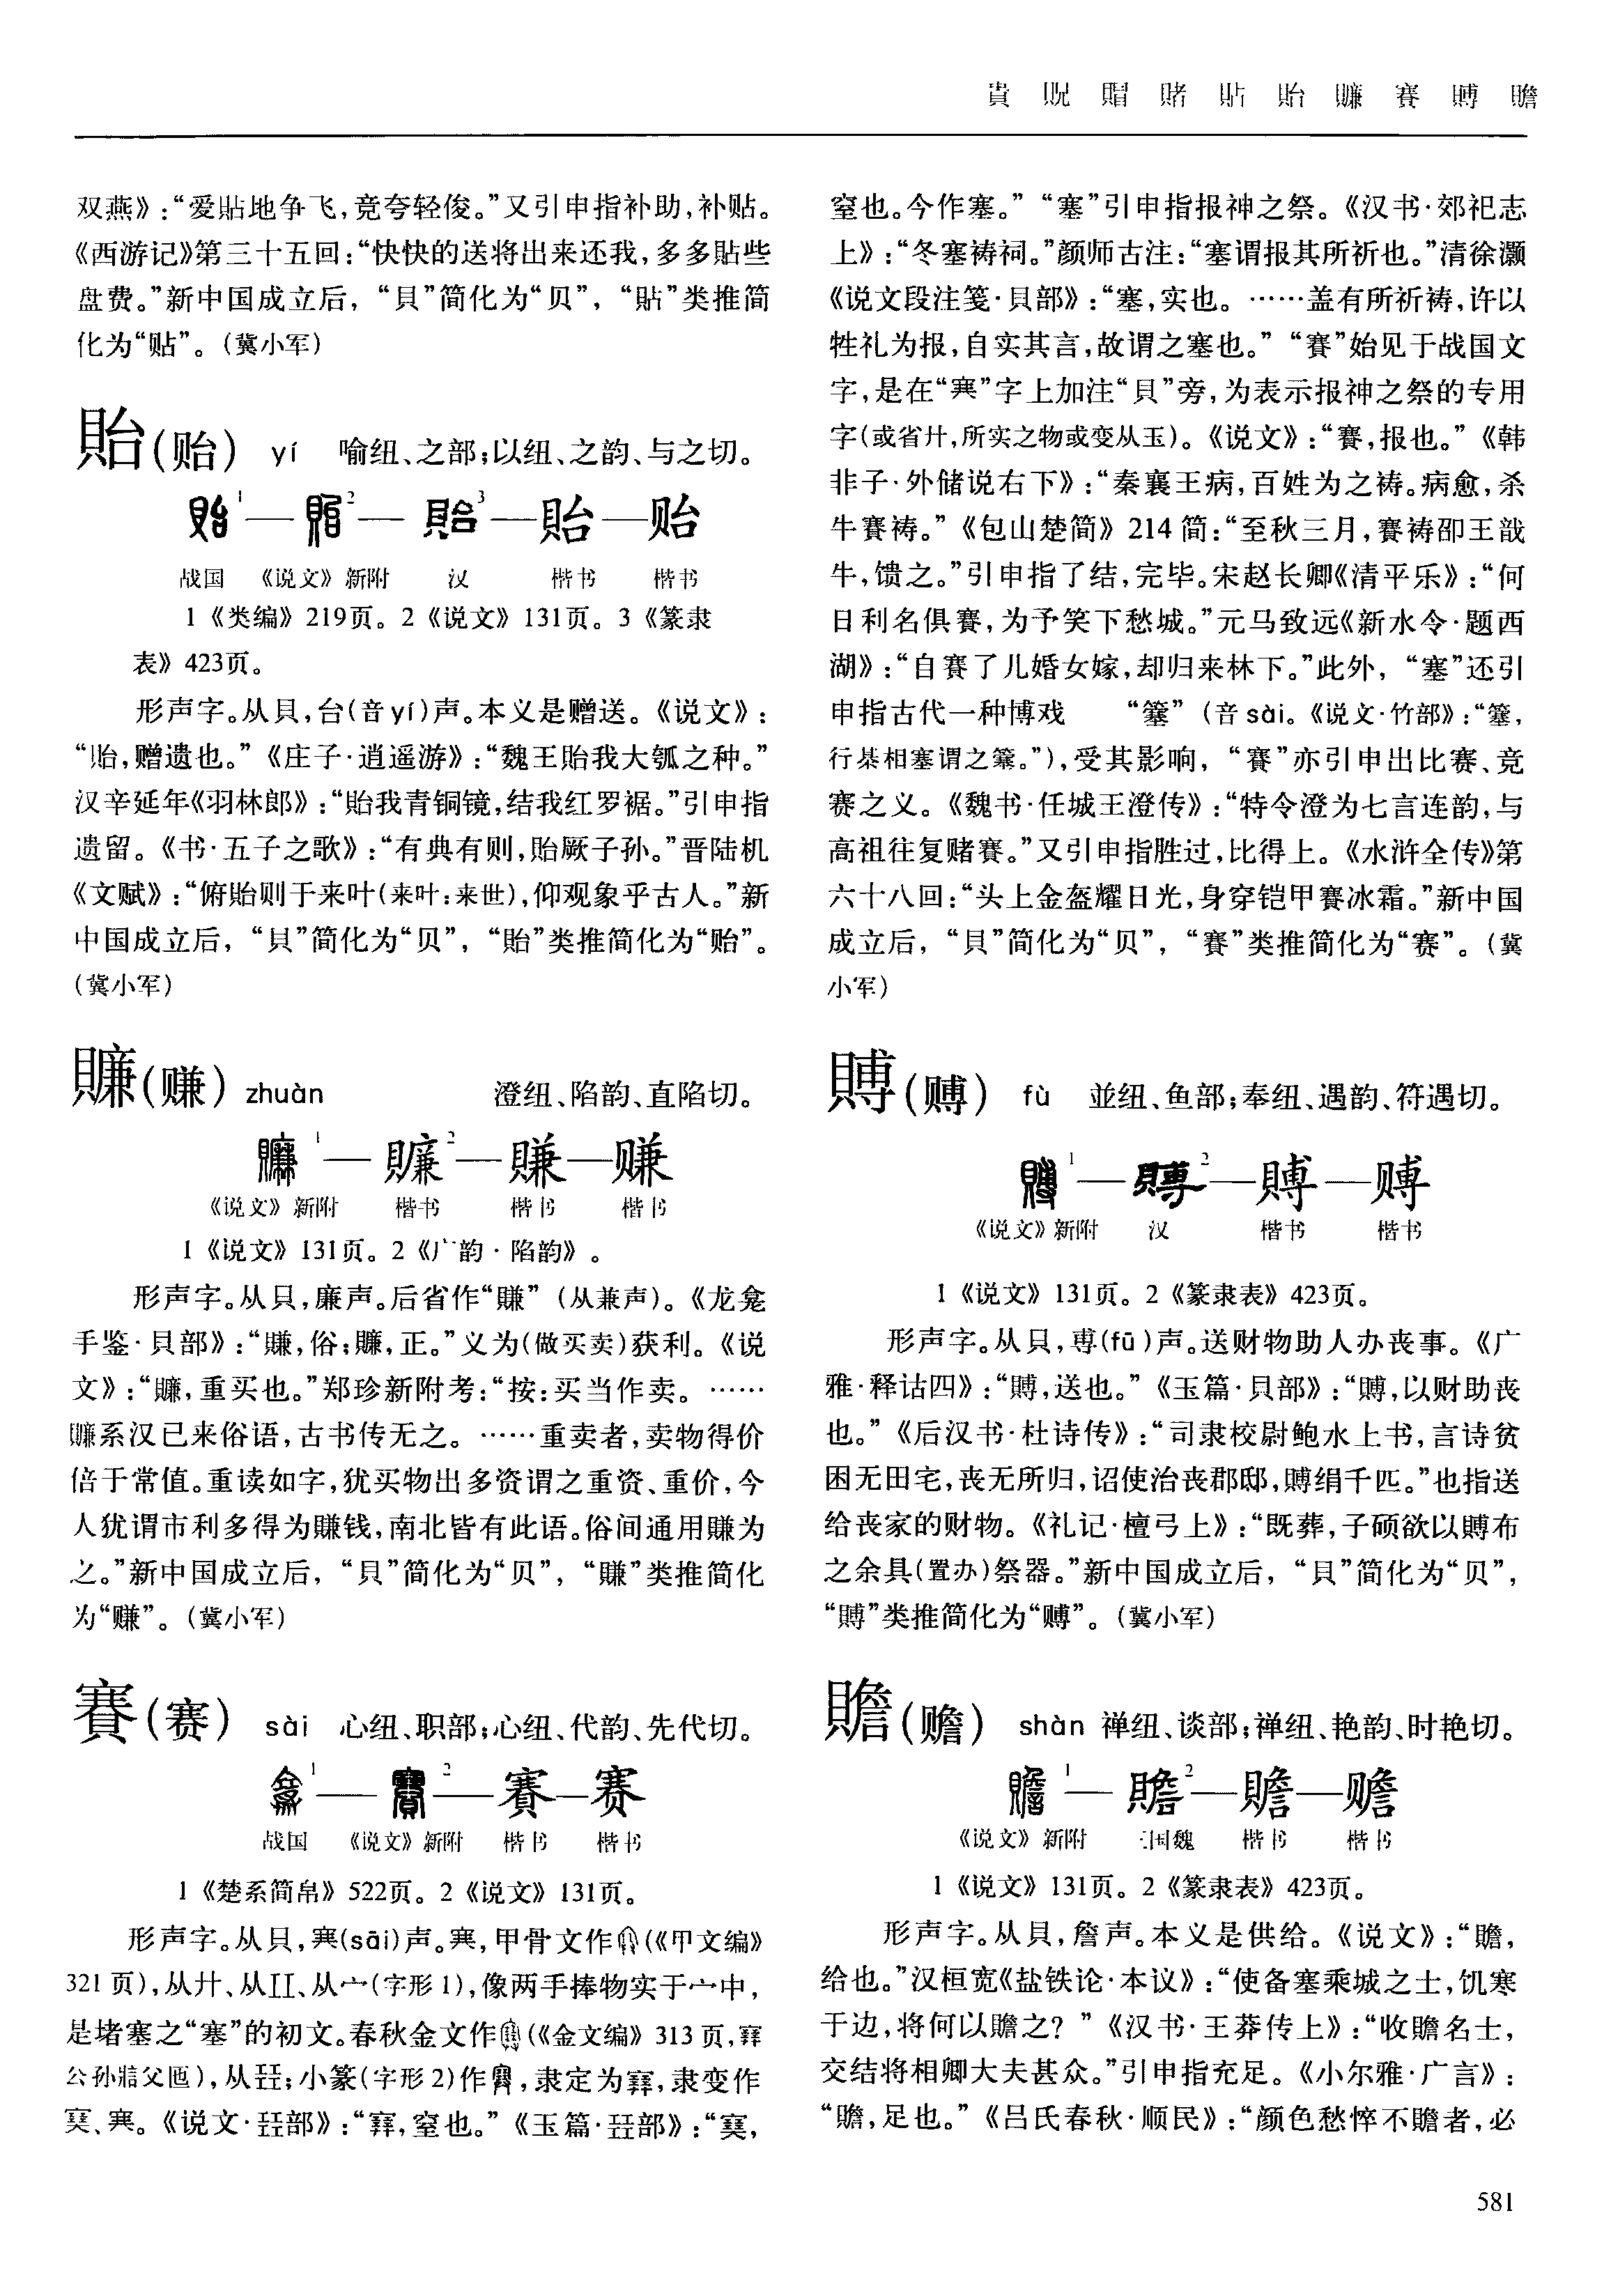 貴 貺 賵 賭 貼 貽 賺 賽 賻 贍
双燕》:“爱貼地争飞,竞夸轻俊。”又引申指补助,补贴。
《西游记》第三十五回:“快快的送将出来还我,多多貼些
盘费。”新中国成立后,“貝”简化为“贝”,“貼”类推简
化为“贴”。(冀小军)
貽(贻) yí 喻纽、之部;以纽、之韵、与之切。
1 — 2 — 3 — 貽 — 贻
战国 《说文》新附 汉 楷书 楷书
1《类编》219页。2《说文》131页。3《篆隶
表》423页。
形声字。从貝,台(音yí)声。本义是赠送。《说文》:
“貽,赠遗也。”《庄子·逍遥游》:“魏王貽我大瓠之种。”
汉辛延年《羽林郎》:“貽我青铜镜,结我红罗裾。”引申指
遗留。《书·五子之歌》:“有典有则,貽厥子孙。”晋陆机
《文赋》:“俯貽则于来叶(来叶:来世),仰观象乎古人。”新
中国成立后,“貝”简化为“贝”,“貽”类推简化为“贻”。
(冀小军)
賺(赚) zhuàn 澄纽、陷韵、直陷切。
1 — 2 — 賺 — 赚
《说文》新附 楷书 楷书 楷书
1《说文》131页。2《广韵·陷韵》。
形声字。从貝,廉声。后省作“賺”(从兼声)。《龙龛
手鉴·貝部》:“賺,俗;𧸖,正。”义为(做买卖)获利。《说
文》:“𧸖,重买也。”郑珍新附考:“按:买当作卖。……
𧸖系汉已来俗语,古书传无之。……重卖者,卖物得价
倍于常值。重读如字,犹买物出多资谓之重资、重价,今
人犹谓市利多得为賺钱,南北皆有此语。俗间通用賺为
之。”新中国成立后,“貝”简化为“贝”,“賺”类推简化
为“赚”。(冀小军)
賽(赛) sài 心纽、职部;心纽、代韵、先代切。
1 — 2 — 賽 — 赛
战国 《说文》新附 楷书 楷书
1《楚系简帛》522页。2《说文》131页。
形声字。从貝,𡨄(sāi)声。𡨄,甲骨文作(《甲文编》
321页),从廾、从工工、从宀(字形1),像两手捧物实于宀中,
是堵塞之“塞”的初文。春秋金文作(《金文编》313页,
公孙父匜),从㠭;小篆(字形2)作,隶定为,隶变作
、𡨄。《说文·㠭部》:“,窒也。”《玉篇·㠭部》:“,
窒也。今作塞。”“塞”引申指报神之祭。《汉书·郊祀志
上》:“冬塞祷祠。”颜师古注:“塞谓报其所祈也。”清徐灏
《说文段注笺·貝部》:“塞,实也。……盖有所祈祷,许以
牲礼为报,自实其言,故谓之塞也。”“賽”始见于战国文
字,是在“𡨄”字上加注“貝”旁,为表示报神之祭的专用
字(或省廾,所实之物或变从玉)。《说文》:“賽,报也。”《韩
非子·外储说右下》:“秦襄王病,百姓为之祷。病愈,杀
牛賽祷。”《包山楚简》214简:“至秋三月,賽祷卲王戠
牛,馈之。”引申指了结,完毕。宋赵长卿《清平乐》:“何
日利名俱賽,为予笑下愁城。”元马致远《新水令·题西
湖》:“自賽了儿婚女嫁,却归来林下。”此外,“塞”还引
申指古代一种博戏 “簺”(音sài。《说文·竹部》:“簺,
行棊相塞谓之簺。”),受其影响,“賽”亦引申出比赛、竞
赛之义。《魏书·任城王澄传》:“特令澄为七言连韵,与
高祖往复赌賽。”又引申指胜过,比得上。《水浒全传》第
六十八回:“头上金盔耀日光,身穿铠甲賽冰霜。”新中国
成立后,“貝”简化为“贝”,“賽”类推简化为“赛”。(冀
小军)
賻(赙) fù 並纽、鱼部;奉纽、遇韵、符遇切。
1 — 2 — 賻 — 赙
《说文》新附 汉 楷书 楷书
1《说文》131页。2《篆隶表》423页。
形声字。从貝,尃(fū)声。送财物助人办丧事。《广
雅·释诂四》:“賻,送也。”《玉篇·貝部》:“賻,以财助丧
也。”《后汉书·杜诗传》:“司隶校尉鲍水上书,言诗贫
困无田宅,丧无所归,诏使治丧郡邸,賻绢千匹。”也指送
给丧家的财物。《礼记·檀弓上》:“既葬,子硕欲以賻布
之余具(置办)祭器。”新中国成立后,“貝”简化为“贝”,
“賻”类推简化为“赙”。(冀小军)
贍(赡) shàn 禅纽、谈部;禅纽、艳韵、时艳切。
1 — 2 — 贍 — 赡
《说文》新附 三国魏 楷书 楷书
1《说文》131页。2《篆隶表》423页。
形声字。从貝,詹声。本义是供给。《说文》:“贍,
给也。”汉桓宽《盐铁论·本议》:“使备塞乘城之士,饥寒
于边,将何以贍之?”《汉书·王莽传上》:“收贍名士,
交结将相卿大夫甚众。”引申指充足。《小尔雅·广言》:
“贍,足也。”《吕氏春秋·顺民》:“颜色愁悴不贍者,必
581